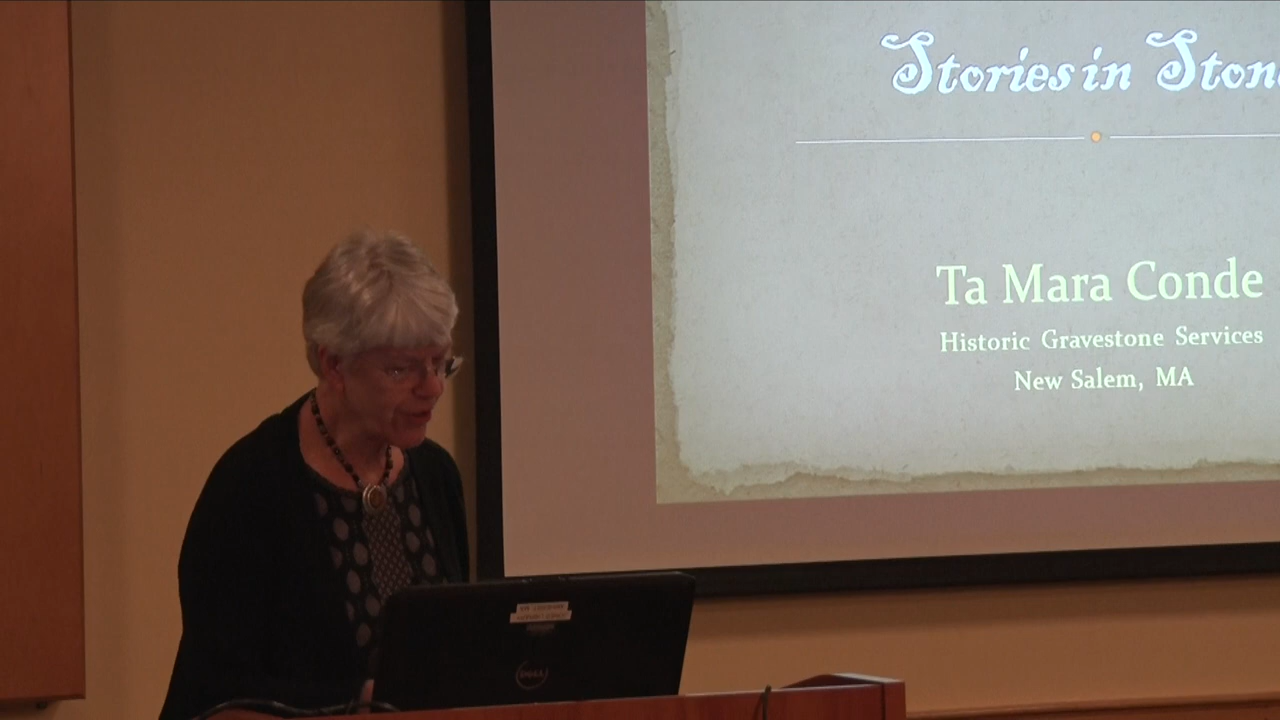 Stories in Ston
Ta Mara Conde
Historic Gravestone Services
New Salem, MA
DELL